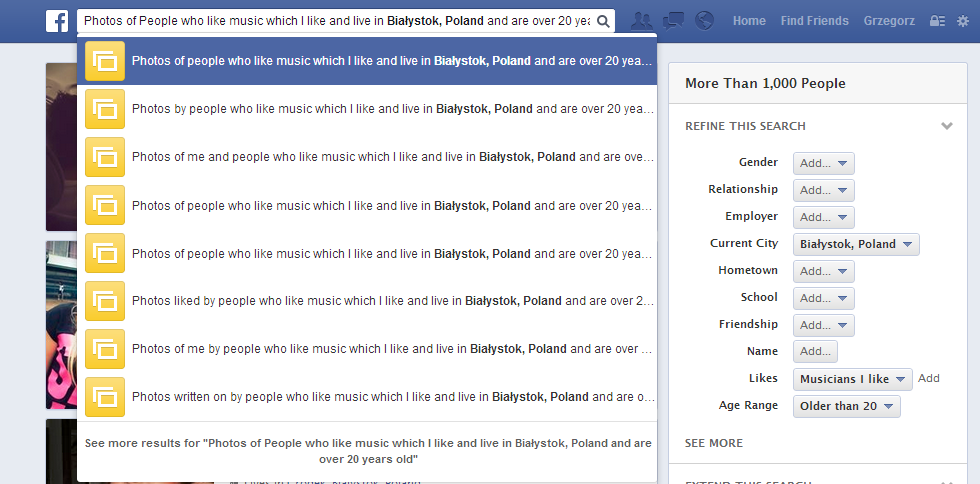 f
Photos of People who like music which I like and live in Białystok, Poland and are over 20 yea
Home Find Friends Grzegorz
Photos of people who like music which I like and live in Białystok, Poland and are over 20 yea...
Photos by people who like music which I like and live in Białystok, Poland and are over 20 yea...
Photos of me and people who like music which I like and live in Białystok, Poland and are ove...
Photos of people who like music which I like and live in Białystok, Poland and are over 20 yea...
Photos of people who like music which I like and live in Białystok, Poland and are over 20 yea...
Photos liked by people who like music which I like and live in Białystok, Poland and are over 2...
Photos of me by people who like music which I like and live in Białystok, Poland and are over ...
Photos written on by people who like music which I like and live in Białystok, Poland and are o...
See more results for "Photos of People who like music which I like and live in Białystok, Poland and are
over 20 years old"
More Than 1,000 People
REFINE THIS SEARCH
Gender Add...
Relationship Add...
Employer Add...
Current City Białystok, Poland
Hometown Add...
School Add...
Friendship Add...
Name Add...
Likes Musicians I like Add
Age Range Older than 20
SEE MORE
EXTEND THIS SEARCH